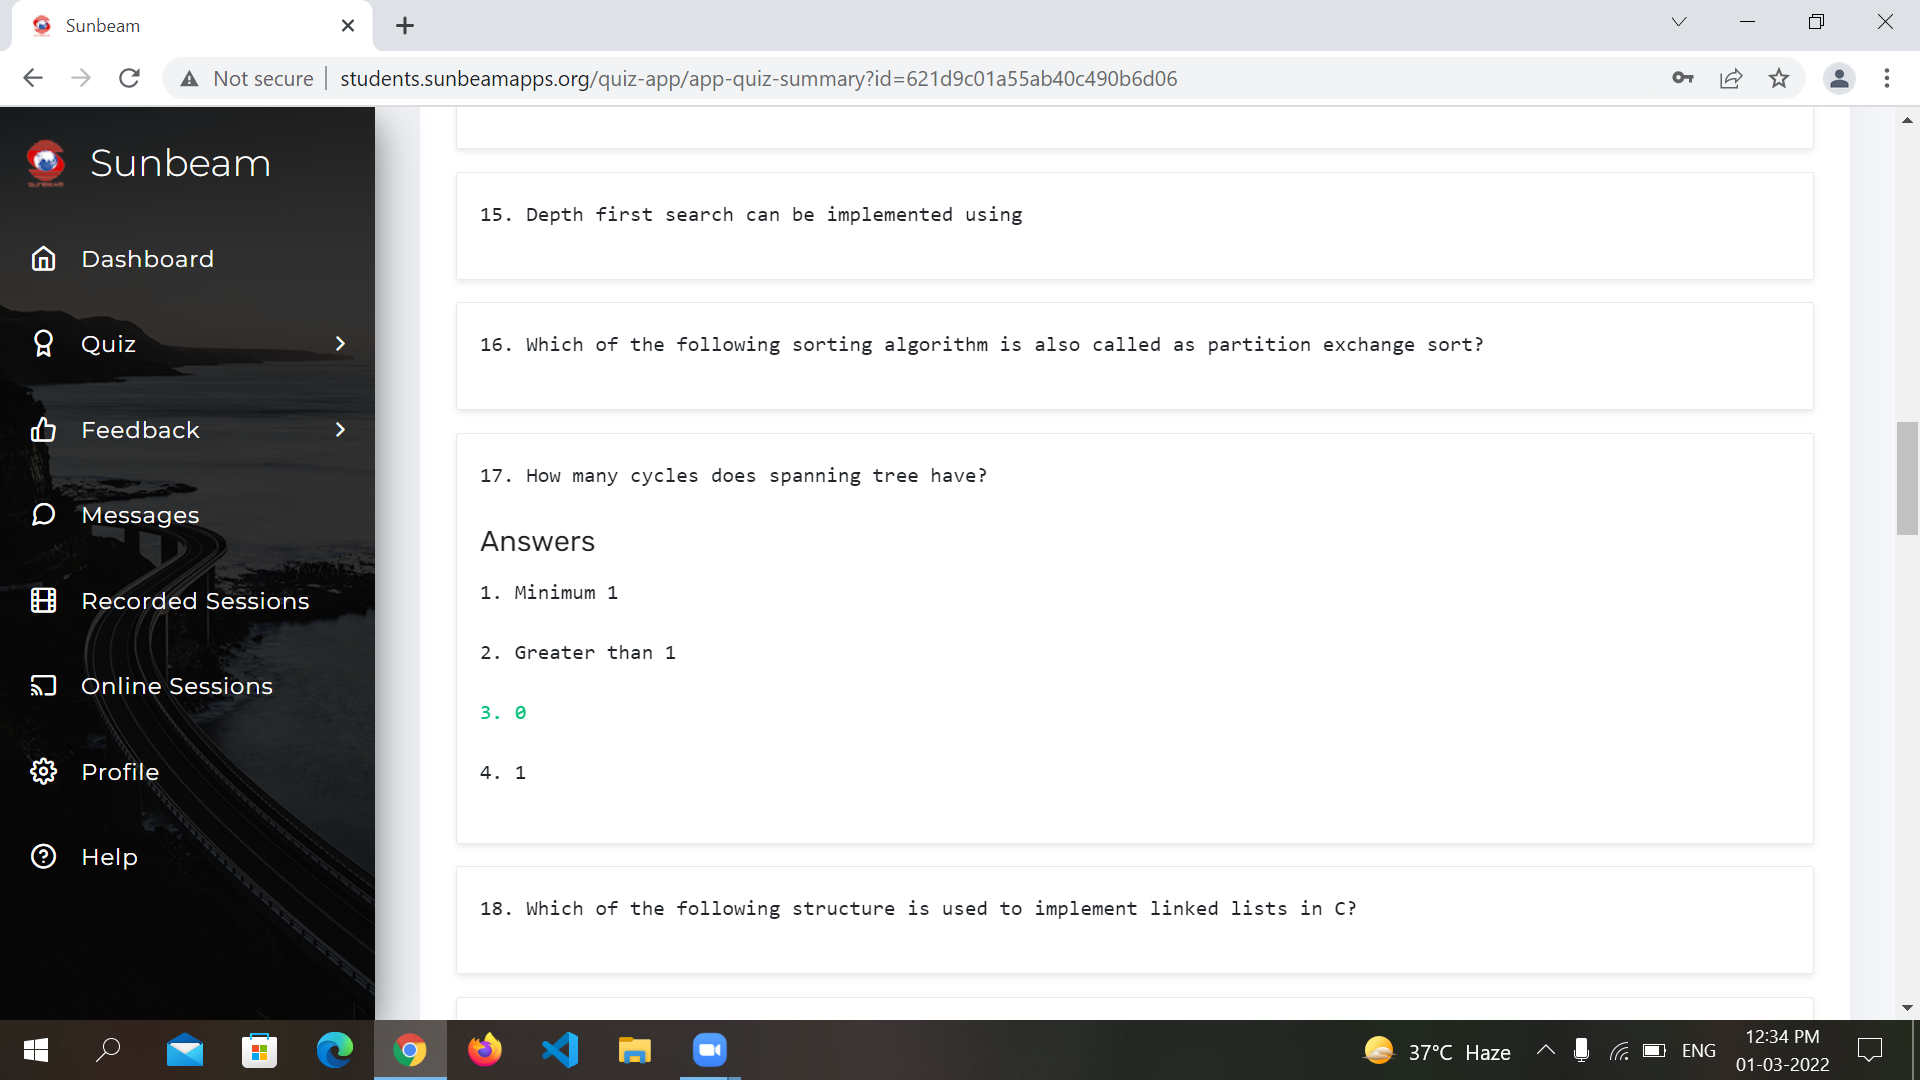 Sunbeam
Not secure
students.sunbeamapps.org/quiz-app/app-quiz-summary?id=621d9c01a55ab40c490b6d06
Sunbeam
Dashboard
Quiz
Feedback
Messages
Recorded Sessions
Online Sessions
Profile
Help
15. Depth first search can be implemented using
16. Which of the following sorting algorithm is also called as partition exchange sort?
17. How many cycles does spanning tree have?
Answers
1. Minimum 1
2. Greater than 1
3. 0
4. 1
18. Which of the following structure is used to implement linked lists in C?
37°C Haze
ENG
12:34 PM
01-03-2022